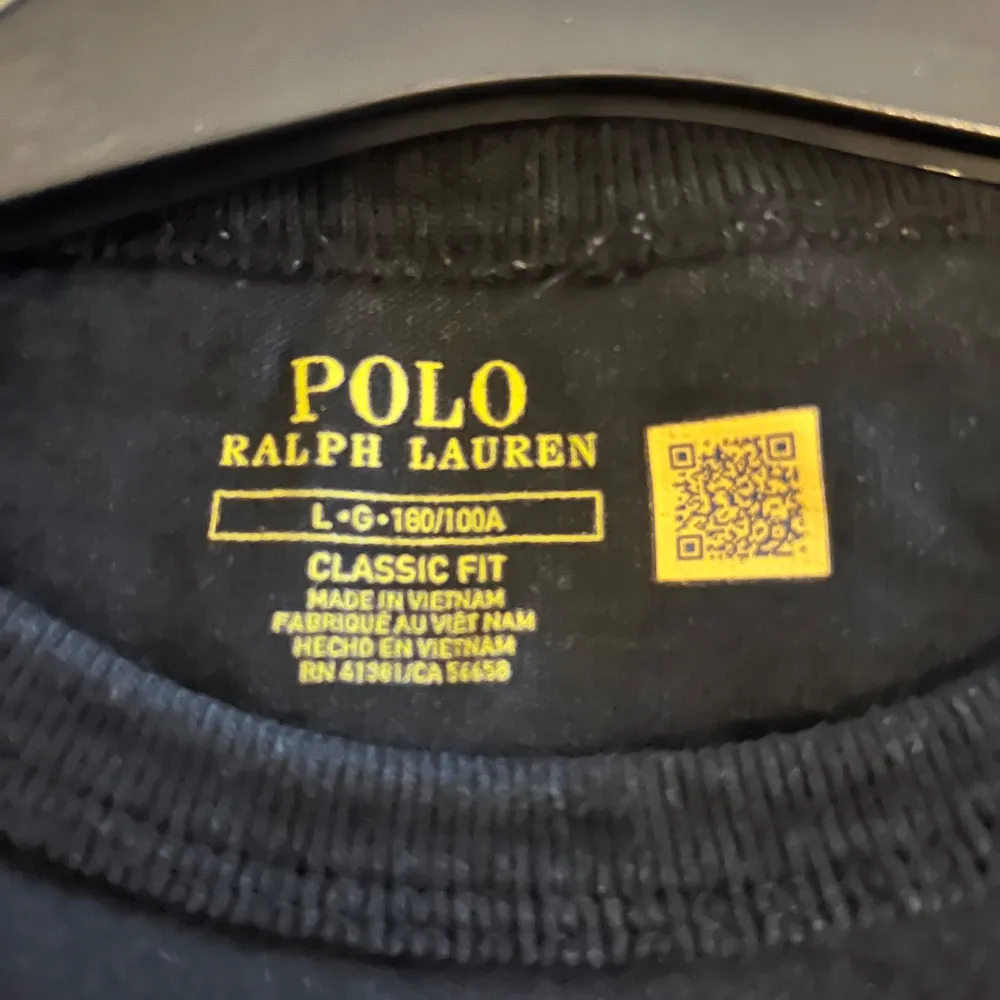 POLO
RALPH LAUREN
L•G•180/100A
CLASSIC FIT
MADE IN VIETNAM
FABRIQUÉ AU VIÊT NAM
HECHO EN VIETNAM
RN 41381/CA 56658